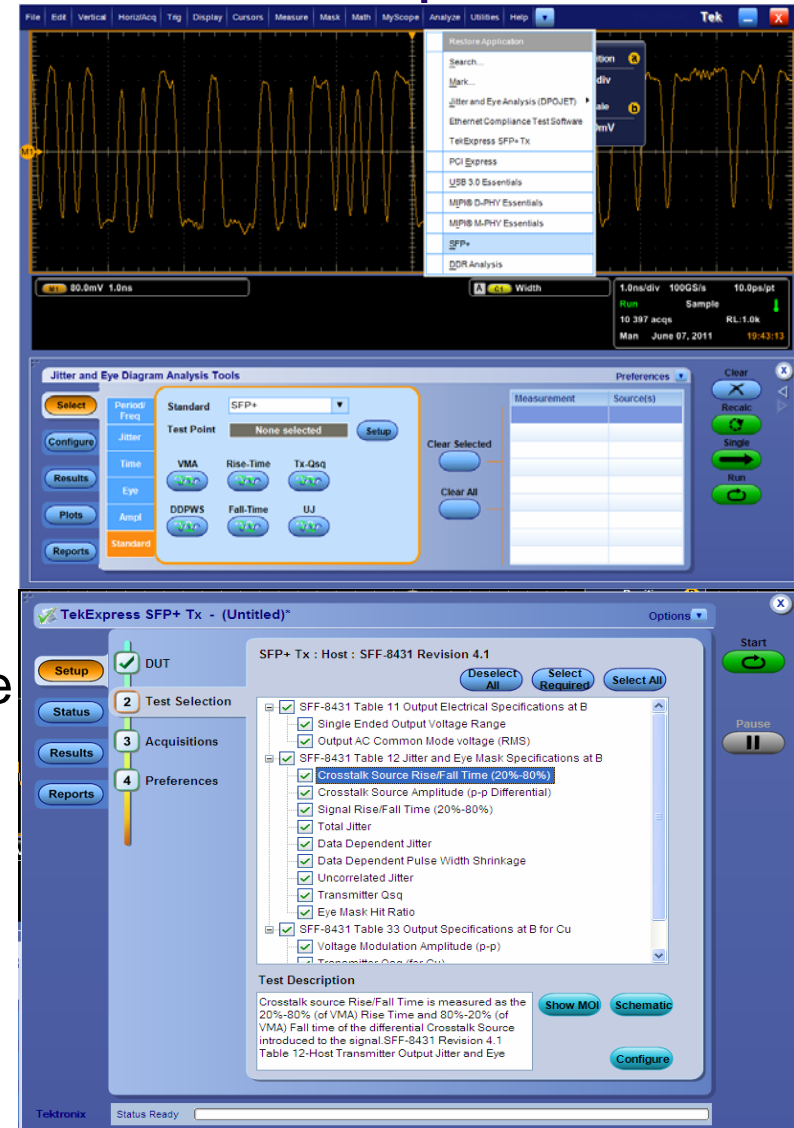 File Edit Vertical Horiz/Acq Trig Display Cursors Measure Mask Math MyScope Analyze Utilities Help Tek X
Restore Application
Search...
Mark...
Jitter and Eye Analysis (DPOJET)
Ethernet Compliance Test Software
TekExpress SFP+ Tx
PCI Express
USB 3.0 Essentials
MIPI® D-PHY Essentials
MIPI® M-PHY Essentials
SFP+
DDR Analysis
ition a
div
ale b
mV
M1
M1 80.0mV 1.0ns
A C1 Width
1.0ns/div 100GS/s 10.0ps/pt
Run Sample
10 397 acqs RL:1.0k
Man June 07, 2011 19:43:13
Jitter and Eye Diagram Analysis Tools
Preferences
Clear
X
Select
Configure
Results
Plots
Reports
Period/
Freq
Jitter
Time
Eye
Ampl
Standard
Standard SFP+
Test Point None selected Setup
VMA Rise-Time Tx-Qsq
DDPWS Fall-Time UJ
Clear Selected
Clear All
Measurement Source(s)
Recalc
Single
Run
TekExpress SFP+ Tx - (Untitled)*
Options
X
e
Setup
Status
Results
Reports
DUT
2 Test Selection
3 Acquisitions
4 Preferences
SFP+ Tx : Host : SFF-8431 Revision 4.1
Deselect
All
Select
Required
Select All
SFF-8431 Table 11 Output Electrical Specifications at B
Single Ended Output Voltage Range
Output AC Common Mode voltage (RMS)
SFF-8431 Table 12 Jitter and Eye Mask Specifications at B
Crosstalk Source Rise/Fall Time (20%-80%)
Crosstalk Source Amplitude (p-p Differential)
Signal Rise/Fall Time (20%-80%)
Total Jitter
Data Dependent Jitter
Data Dependent Pulse Width Shrinkage
Uncorrelated Jitter
Transmitter Qsq
Eye Mask Hit Ratio
SFF-8431 Table 33 Output Specifications at B for Cu
Voltage Modulation Amplitude (p-p)
Transmitter Qsq (for Cu)
Test Description
Crosstalk source Rise/Fall Time is measured as the
20%-80% (of VMA) Rise Time and 80%-20% (of
VMA) Fall time of the differential Crosstalk Source
introduced to the signal.SFF-8431 Revision 4.1
Table 12-Host Transmitter Output Jitter and Eye
Show MOI
Schematic
Configure
Start
Pause
Tektronix Status Ready